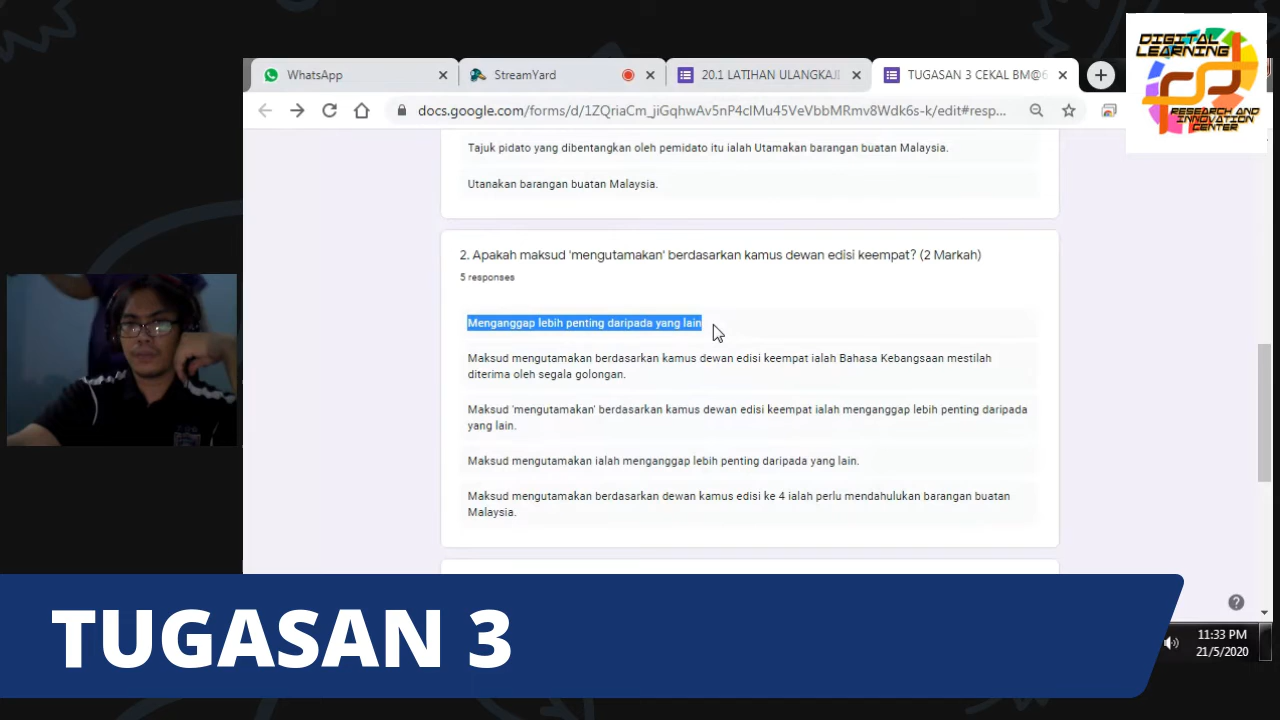 DIGITAL
LEARNING
RESEARCH AND
INNOVATION
CENTER
WhatsApp
StreamYard
20.1 LATIHAN ULANGKAJI
TUGASAN 3 CEKAL BM@6
docs.google.com/forms/d/1ZQriaCm_jiGqhwAv5nP4clMu45VeVbbMRmv8Wdk6s-k/edit#resp...
Tajuk pidato yang dibentangkan oleh pemidato itu ialah Utamakan barangan buatan Malaysia.
Utanakan barangan buatan Malaysia.
2. Apakah maksud 'mengutamakan' berdasarkan kamus dewan edisi keempat? (2 Markah)
5 responses
Menganggap lebih penting daripada yang lain
Maksud mengutamakan berdasarkan kamus dewan edisi keempat ialah Bahasa Kebangsaan mestilah
diterima oleh segala golongan.
Maksud 'mengutamakan' berdasarkan kamus dewan edisi keempat ialah menganggap lebih penting daripada
yang lain.
Maksud mengutamakan ialah menganggap lebih penting daripada yang lain.
Maksud mengutamakan berdasarkan dewan kamus edisi ke 4 ialah perlu mendahulukan barangan buatan
Malaysia.
TUGASAN 3
11:33 PM
21/5/2020